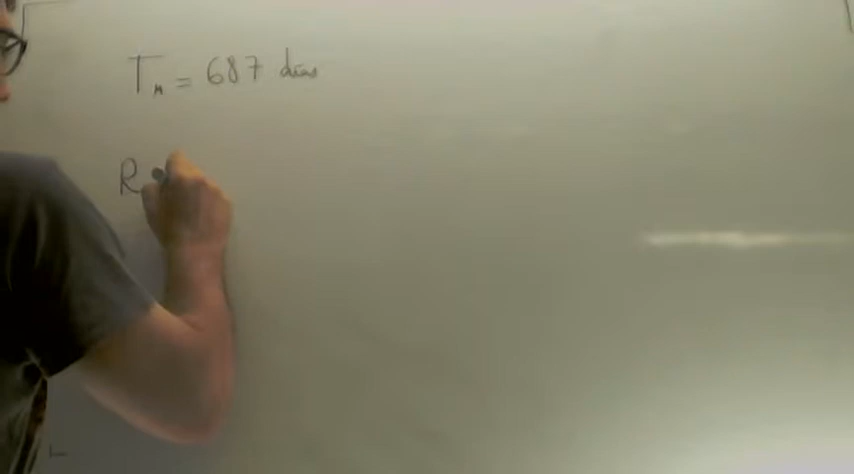 T_M = 687 días
R